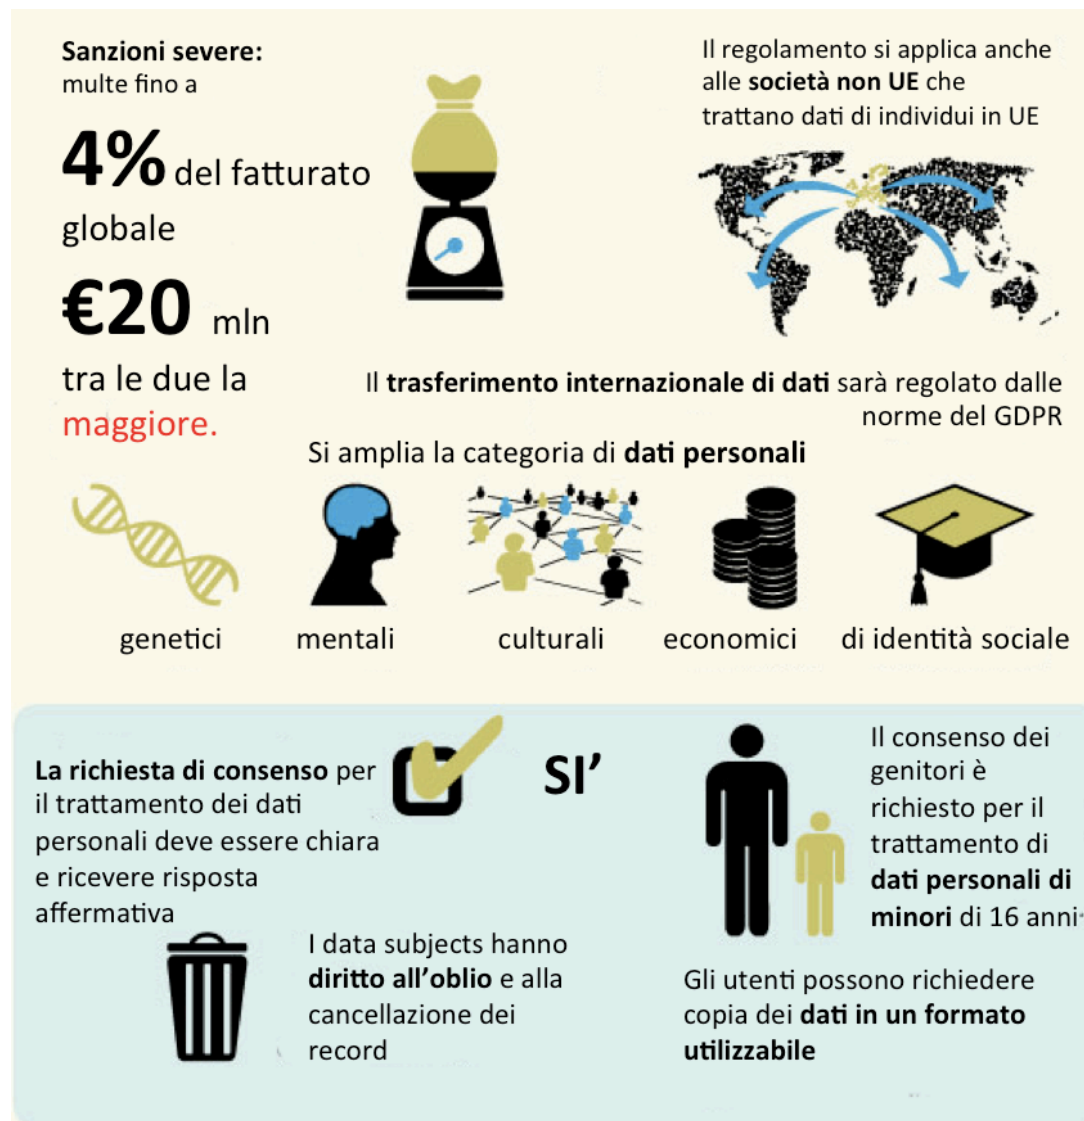 Sanzioni severe:
multe fino a
4% del fatturato
globale
€20 mln
tra le due la
maggiore.
Il regolamento si applica anche
alle società non UE che
trattano dati di individui in UE
Il trasferimento internazionale di dati sarà regolato dalle
norme del GDPR
Si amplia la categoria di dati personali
genetici
mentali
culturali
economici
di identità sociale
La richiesta di consenso per
il trattamento dei dati
personali deve essere chiara
e ricevere risposta
affermativa
SI’
Il consenso dei
genitori è
richiesto per il
trattamento di
dati personali di
minori di 16 anni
I data subjects hanno
diritto all’oblio e alla
cancellazione dei
record
Gli utenti possono richiedere
copia dei dati in un formato
utilizzabile